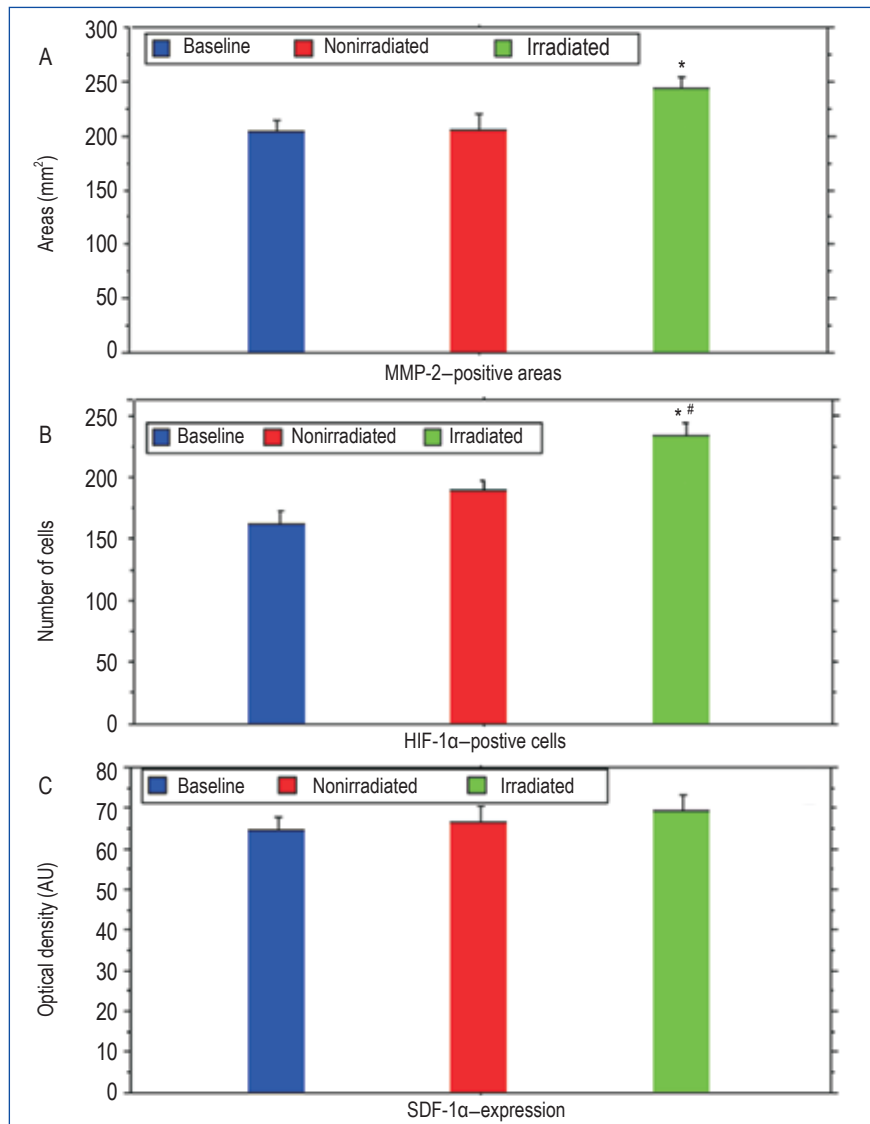 A
Baseline Nonirradiated Irradiated
300
250
200
150
100
50
0
Areas (mm²)
*
MMP-2–positive areas
B
Baseline Nonirradiated Irradiated
250
200
150
100
50
0
Number of cells
* #
HIF-1α–postive cells
C
Baseline Nonirradiated Irradiated
80
70
60
50
40
30
20
10
0
Optical density (AU)
SDF-1α–expression